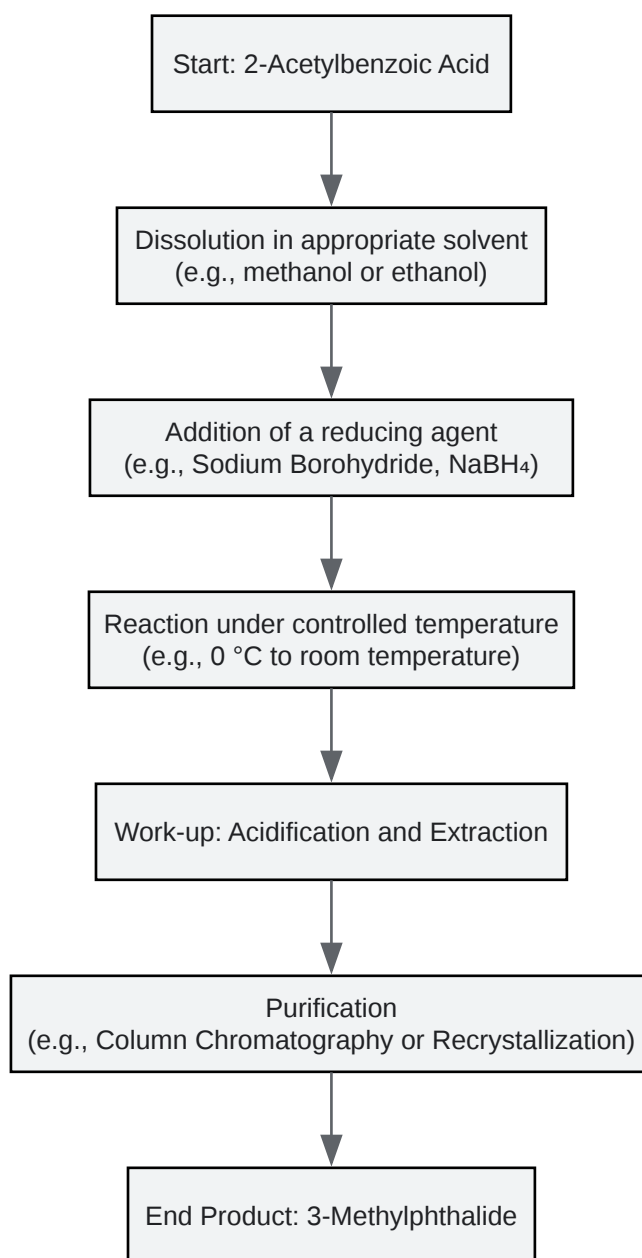 Start: 2-Acetylbenzoic Acid
Dissolution in appropriate solvent
(e.g., methanol or ethanol)
Addition of a reducing agent
(e.g., Sodium Borohydride, NaBH₄)
Reaction under controlled temperature
(e.g., 0 °C to room temperature)
Work-up: Acidification and Extraction
Purification
(e.g., Column Chromatography or Recrystallization)
End Product: 3-Methylphthalide